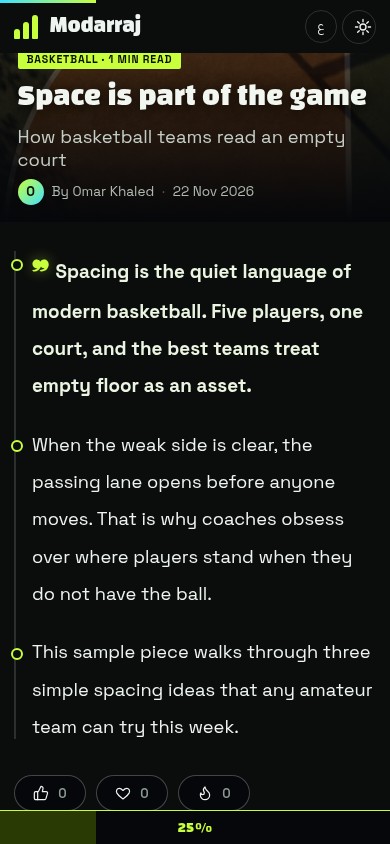 Modarraj
ع
BASKETBALL · 1 MIN READ
Space is part of the game
How basketball teams read an empty
court
O By Omar Khaled · 22 Nov 2026
❞ Spacing is the quiet language of
modern basketball. Five players, one
court, and the best teams treat
empty floor as an asset.
When the weak side is clear, the
passing lane opens before anyone
moves. That is why coaches obsess
over where players stand when they
do not have the ball.
This sample piece walks through three
simple spacing ideas that any amateur
team can try this week.
0 0 0
25%